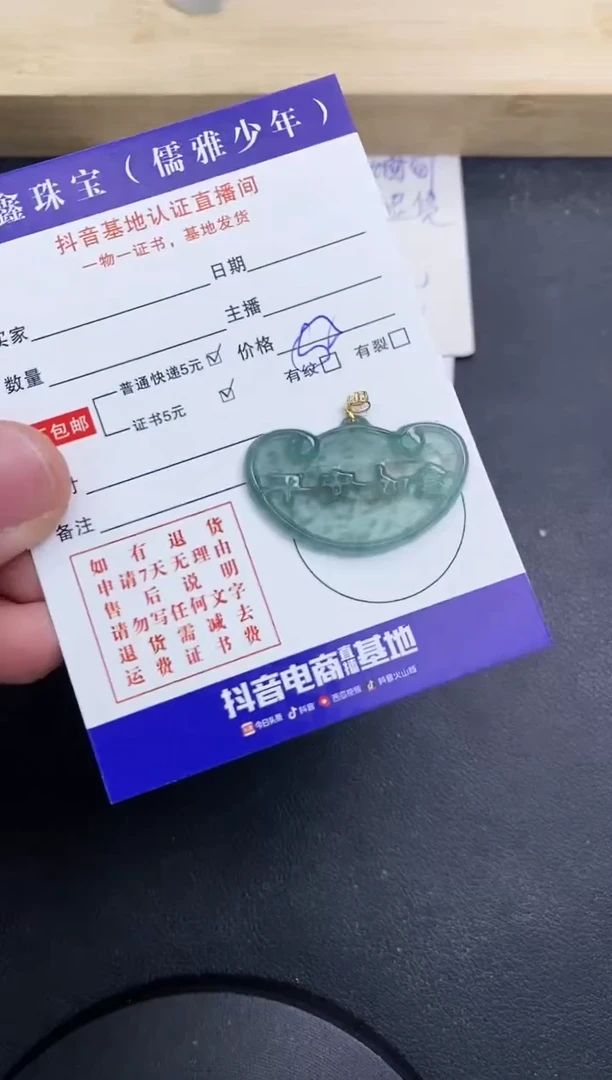 鑫珠宝（儒雅少年）
抖音基地认证直播间
一物一证书，基地发货
日期
买家
主播
数量
价格
普通快递5元
有纹
有裂
包邮
证书5元
寸
备注
如有退货
申请7天无理由
售后说明
请勿写任何文字
退货需减去
运费证书费
平安如意
抖音电商直播基地
今日头条 抖音 西瓜视频 抖音火山版